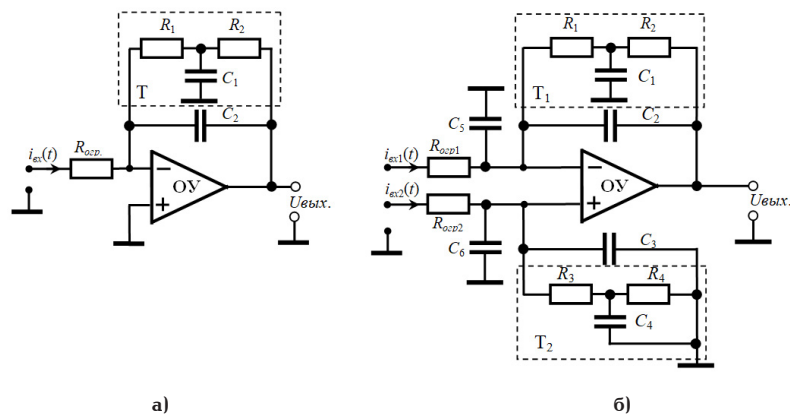 R1 R2
C1
T
C2
iвх(t) Rогр.
ОУ
Uвых.
а)
R1 R2
C1
T1
C5
C2
iвх1(t) Rогр1
iвх2(t)
ОУ
Rогр2
Uвых.
C6
C3
R3 R4
C4
T2
б)